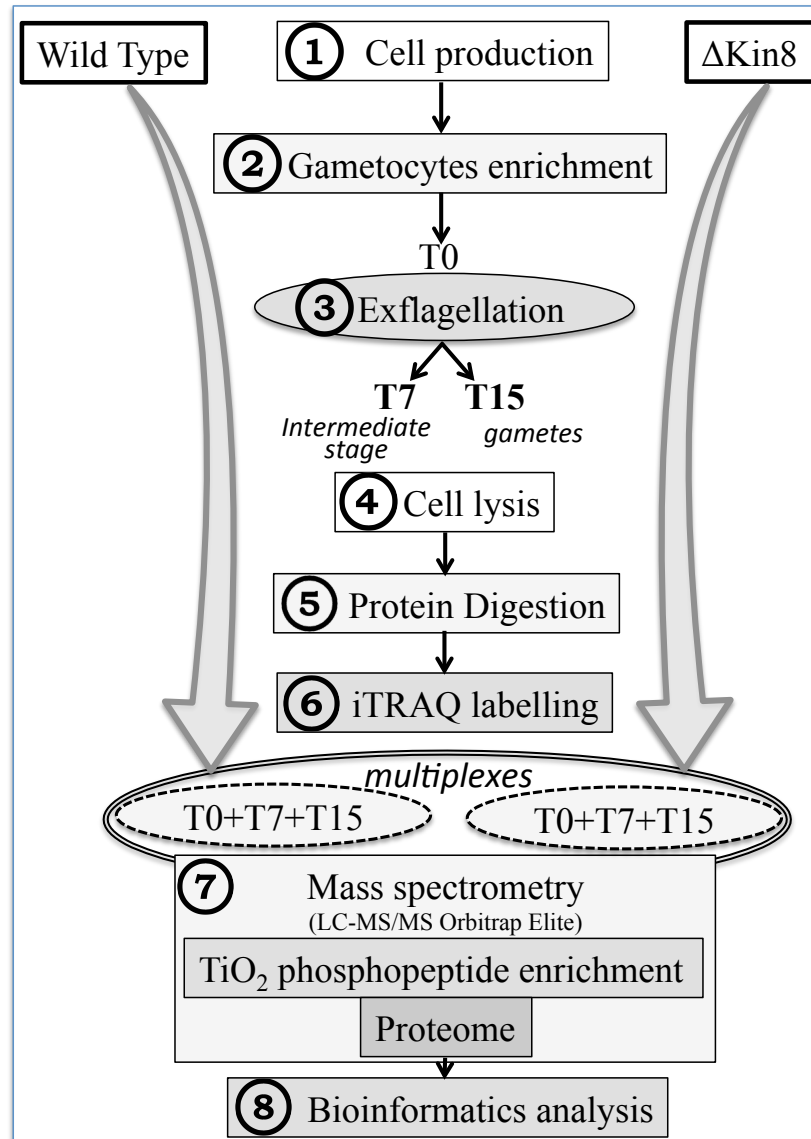 Wild Type
1 Cell production
ΔKin8
2 Gametocytes enrichment
T0
3 Exflagellation
T7 T15
Intermediate gametes
stage
4 Cell lysis
5 Protein Digestion
6 iTRAQ labelling
multiplexes
T0+T7+T15 T0+T7+T15
7 Mass spectrometry
(LC-MS/MS Orbitrap Elite)
TiO₂ phosphopeptide enrichment
Proteome
8 Bioinformatics analysis